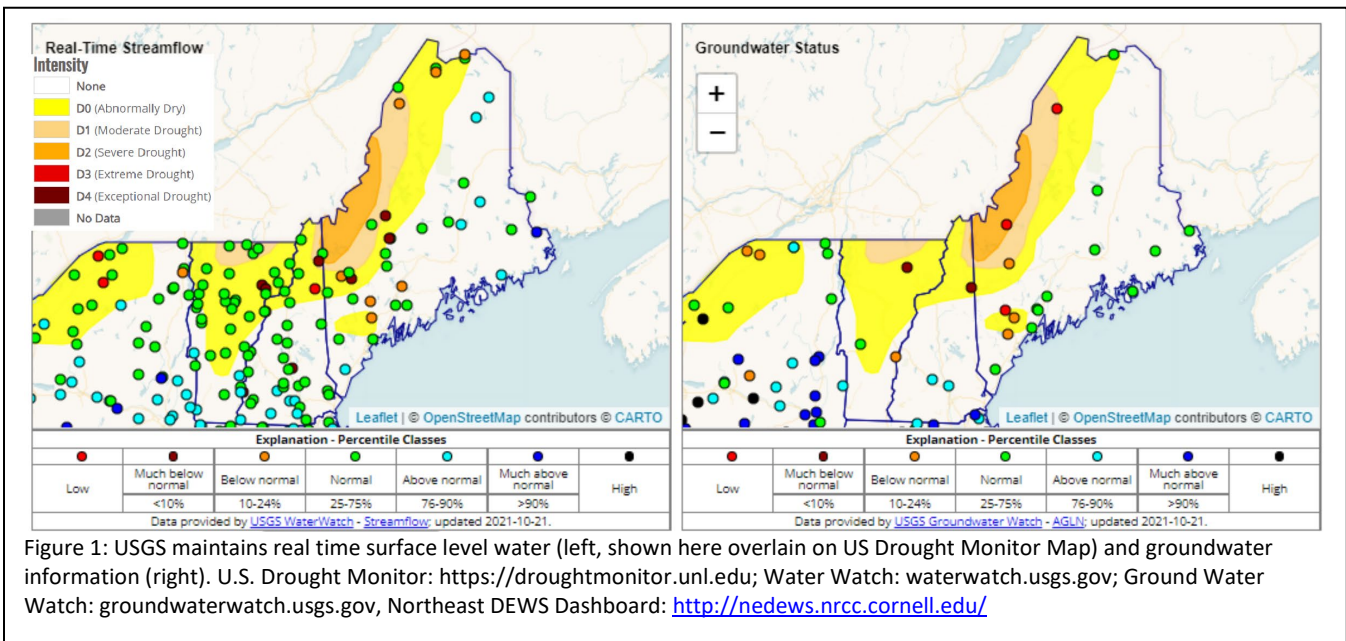 Real-Time Streamflow
Intensity
None
D0 (Abnormally Dry)
D1 (Moderate Drought)
D2 (Severe Drought)
D3 (Extreme Drought)
D4 (Exceptional Drought)
No Data
Leaflet | © OpenStreetMap contributors © CARTO
Explanation - Percentile Classes
Low
Much below normal
Below normal
Normal
Above normal
Much above normal
High
<10%
10-24%
25-75%
76-90%
>90%
Data provided by USGS WaterWatch - Streamflow; updated 2021-10-21.
Groundwater Status
+
−
Leaflet | © OpenStreetMap contributors © CARTO
Explanation - Percentile Classes
Low
Much below normal
Below normal
Normal
Above normal
Much above normal
High
<10%
10-24%
25-75%
76-90%
>90%
Data provided by USGS Groundwater Watch - AGLN; updated 2021-10-21.
Figure 1: USGS maintains real time surface level water (left, shown here overlain on US Drought Monitor Map) and groundwater
information (right). U.S. Drought Monitor: https://droughtmonitor.unl.edu; Water Watch: waterwatch.usgs.gov; Ground Water
Watch: groundwaterwatch.usgs.gov, Northeast DEWS Dashboard: http://nedews.nrcc.cornell.edu/